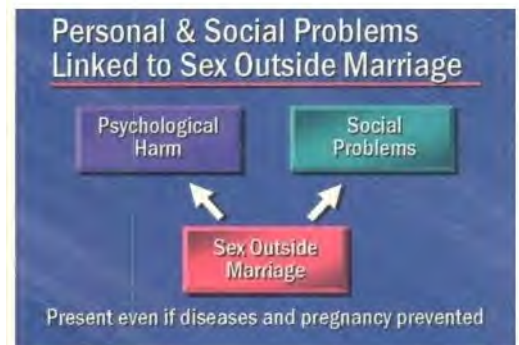 Personal & Social Problems
Linked to Sex Outside Marriage
Psychological
Harm
Social
Problems
Sex Outside
Marriage
Present even if diseases and pregnancy prevented